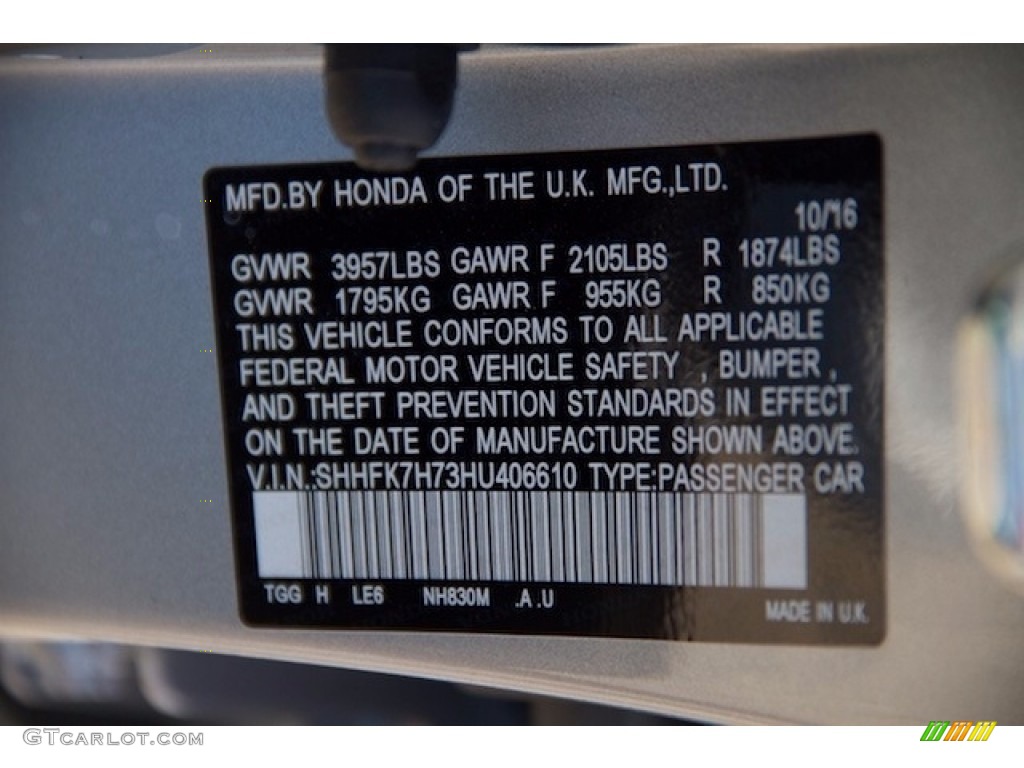 MFD.BY HONDA OF THE U.K. MFG.,LTD.
10/16
GVWR 3957LBS GAWR F 2105LBS R 1874LBS
GVWR 1795KG GAWR F 955KG R 850KG
THIS VEHICLE CONFORMS TO ALL APPLICABLE
FEDERAL MOTOR VEHICLE SAFETY , BUMPER ,
AND THEFT PREVENTION STANDARDS IN EFFECT
ON THE DATE OF MANUFACTURE SHOWN ABOVE.
V.I.N.:SHHFK7H73HU406610 TYPE:PASSENGER CAR
TGG H LE6 NH830M .A .U
MADE IN U.K.
GTCARLOT.COM